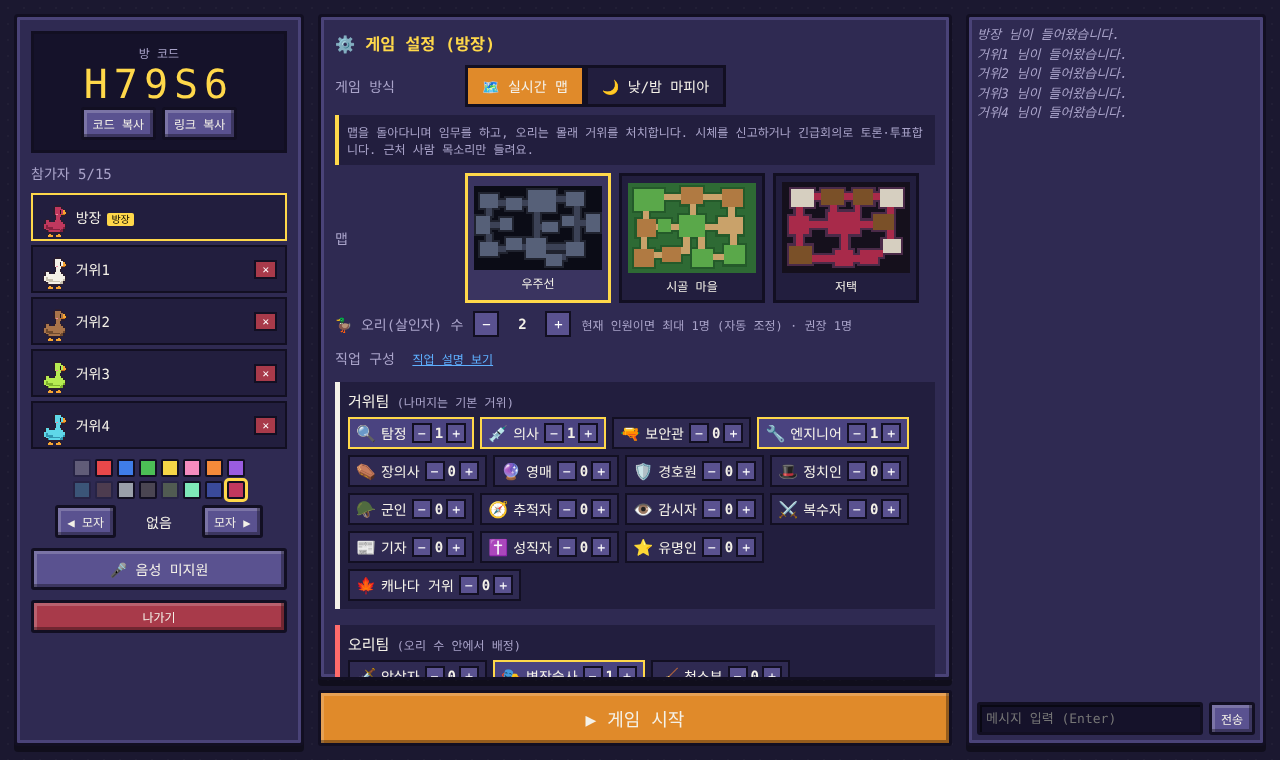 방 코드
H79S6
코드 복사 링크 복사
참가자 5/15
방장 방장
거위1 ×
거위2 ×
거위3 ×
거위4 ×
◀ 모자 없음 모자 ▶
🎤 음성 미지원
나가기
⚙️ 게임 설정 (방장)
게임 방식 🗺️ 실시간 맵 🌙 낮/밤 마피아
맵을 돌아다니며 임무를 하고, 오리는 몰래 거위를 처치합니다. 시체를 신고하거나 긴급회의로 토론·투표합
니다. 근처 사람 목소리만 들려요.
맵
우주선 시골 마을 저택
🦆 오리(살인자) 수 − 2 + 현재 인원이면 최대 1명 (자동 조정) · 권장 1명
직업 구성 직업 설명 보기
거위팀 (나머지는 기본 거위)
🔍 탐정 − 1 + 💉 의사 − 1 + 🔫 보안관 − 0 + 🔧 엔지니어 − 1 +
⚰️ 장의사 − 0 + 🔮 영매 − 0 + 🛡️ 경호원 − 0 + 🎩 정치인 − 0 +
🪖 군인 − 0 + 🧭 추적자 − 0 + 👁️ 감시자 − 0 + ⚔️ 복수자 − 0 +
📰 기자 − 0 + ✝️ 성직자 − 0 + ⭐ 유명인 − 0 +
🍁 캐나다 거위 − 0 +
오리팀 (오리 수 안에서 배정)
🗡️ 암살자 − 0 + 🎭 변장술사 − 1 + 🧹 청소부 − 0 +
▶ 게임 시작
방장 님이 들어왔습니다.
거위1 님이 들어왔습니다.
거위2 님이 들어왔습니다.
거위3 님이 들어왔습니다.
거위4 님이 들어왔습니다.
메시지 입력 (Enter) 전송